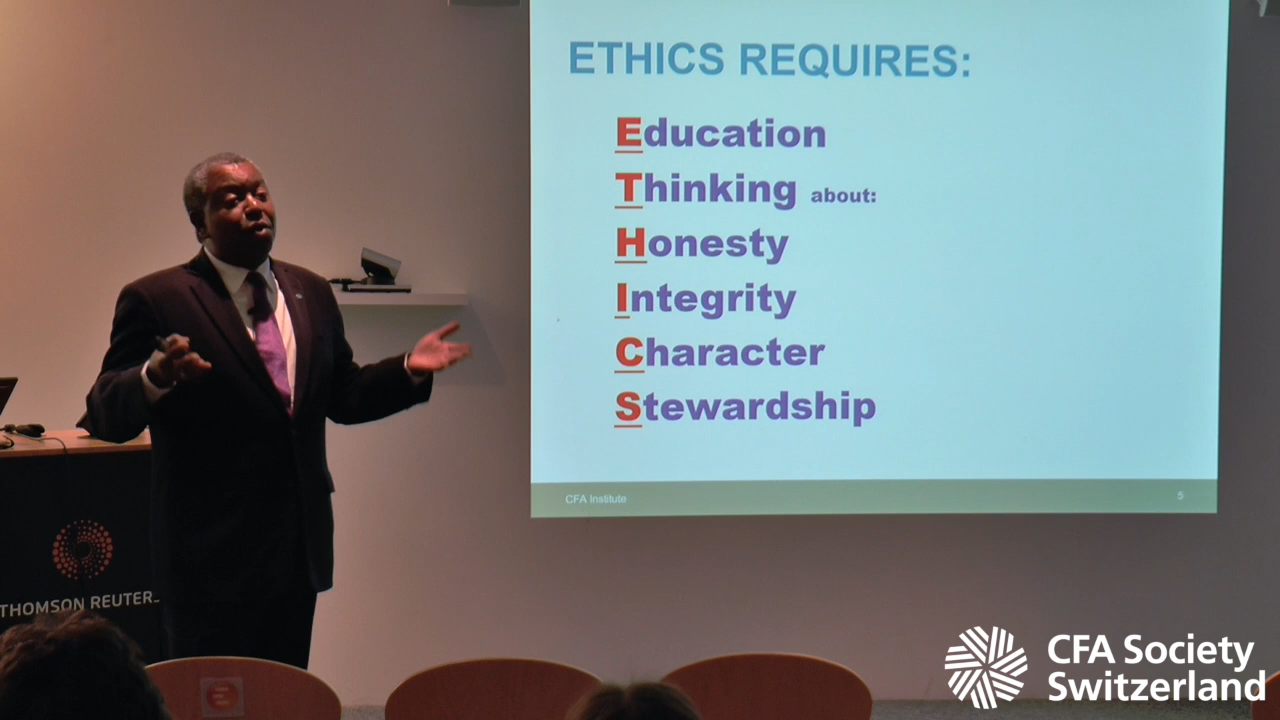 ETHICS REQUIRES:
Education
Thinking about:
Honesty
Integrity
Character
Stewardship
CFA Institute
5
THOMSON REUTER
CFA Society
Switzerland